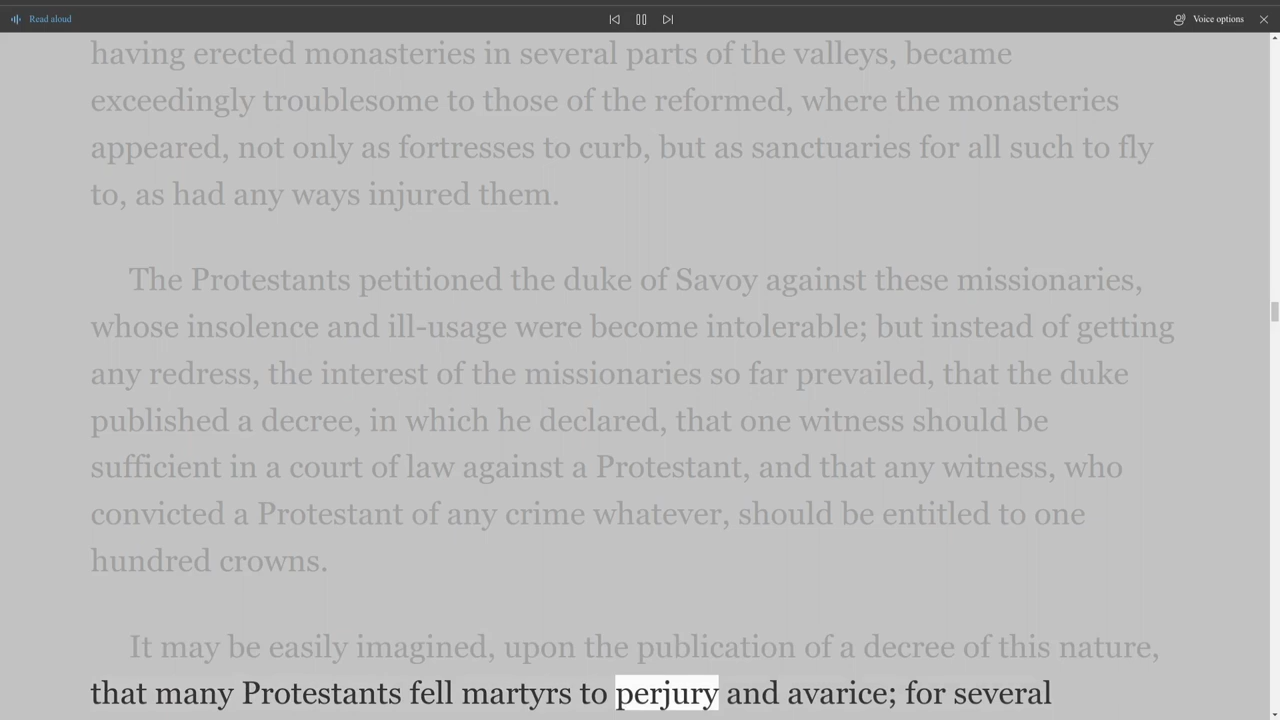 Read aloud
Voice options
having erected monasteries in several parts of the valleys, became
exceedingly troublesome to those of the reformed, where the monasteries
appeared, not only as fortresses to curb, but as sanctuaries for all such to fly
to, as had any ways injured them.
The Protestants petitioned the duke of Savoy against these missionaries,
whose insolence and ill-usage were become intolerable; but instead of getting
any redress, the interest of the missionaries so far prevailed, that the duke
published a decree, in which he declared, that one witness should be
sufficient in a court of law against a Protestant, and that any witness, who
convicted a Protestant of any crime whatever, should be entitled to one
hundred crowns.
It may be easily imagined, upon the publication of a decree of this nature,
that many Protestants fell martyrs to perjury and avarice; for several